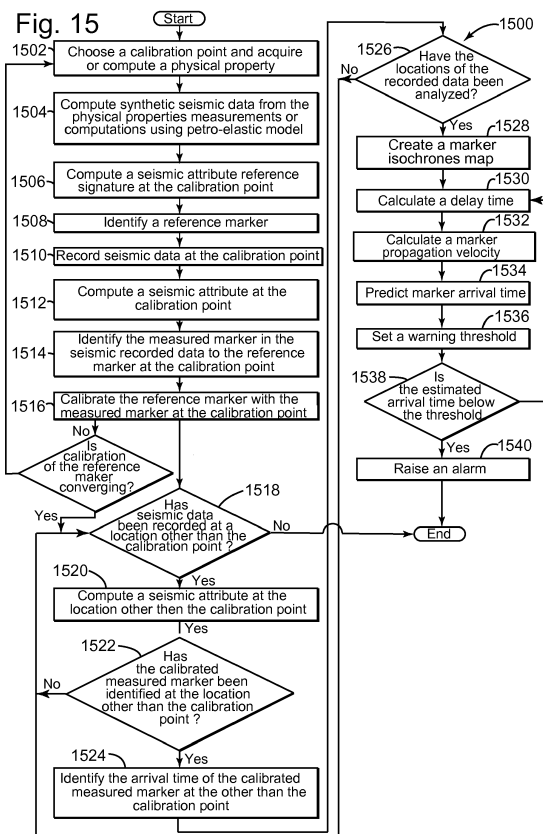 Fig. 15
Start
1502
Choose a calibration point and acquire
or compute a physical property
1504
Compute synthetic seismic data from the
physical properties measurements or
or computations using petro-elastic model
1506
Compute a seismic attribute reference
signature at the calibration point
1508
Identify a reference marker
1510
Record seismic data at the calibration point
1512
Compute a seismic attribute at the
calibration point
1514
Identify the measured marker in the
seismic recorded data to the reference
marker at the calibration point
1516
Calibrate the reference marker with the
measured marker at the calibration point
No
Is
calibration
of the reference
maker
converging?
Yes
1518
Has
seismic data
been recorded at a
location other than the
calibration point ?
No
Yes
1520
Compute a seismic attribute at the
location other then the calibration point
Yes
1522
Has
the calibrated
measured marker been
identified at the location
other than the calibration
point ?
No
Yes
1524
Identify the arrival time of the calibrated
measured marker at the other than the
calibration point
1500
1526
Have the
locations of the
recorded data been
analyzed?
No
Yes
1528
Create a marker
isochrones map
1530
Calculate a delay time
1532
Calculate a marker
propagation velocity
1534
Predict marker arrival time
1536
Set a warning threshold
1538
Is
the estimated
arrival time below
the threshold
Yes
1540
Raise an alarm
End